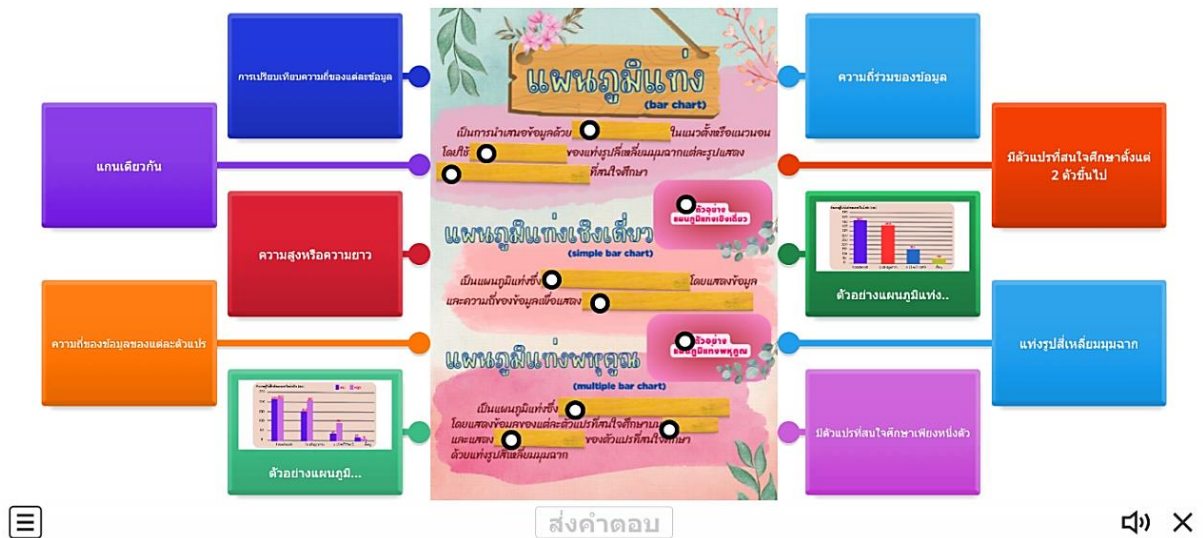 การเปรียบเทียบความถี่ของแต่ละข้อมูล
แกนเดียวกัน
ความสูงหรือความยาว
ความถี่ของข้อมูลของแต่ละตัวแปร
ตัวอย่างแผนภูมิ...
แผนภูมิแท่ง
(bar chart)
เป็นการนำเสนอข้อมูลด้วย ในแนวตั้งหรือแนวนอน
โดยใช้ ของแท่งรูปสี่เหลี่ยมมุมฉากแต่ละรูปแสดง
ที่สนใจศึกษา
ตัวอย่าง
แผนภูมิแท่งเชิงเดี่ยว
แผนภูมิแท่งเชิงเดี่ยว
(simple bar chart)
เป็นแผนภูมิแท่งซึ่ง โดยแสดงข้อมูล
และความถี่ของข้อมูลเพื่อแสดง
ตัวอย่าง
แผนภูมิแท่งพหุคูณ
แผนภูมิแท่งพหุคูณ
(multiple bar chart)
เป็นแผนภูมิแท่งซึ่ง
โดยแสดงข้อมูลของแต่ละตัวแปรที่สนใจศึกษาบน
และแสดง ของตัวแปรที่สนใจศึกษา
ด้วยแท่งรูปสี่เหลี่ยมมุมฉาก
ความถี่ร่วมของข้อมูล
มีตัวแปรที่สนใจศึกษาตั้งแต่
2 ตัวขึ้นไป
ตัวอย่างแผนภูมิแท่ง..
แท่งรูปสี่เหลี่ยมมุมฉาก
มีตัวแปรที่สนใจศึกษาเพียงหนึ่งตัว
ส่งคำตอบ